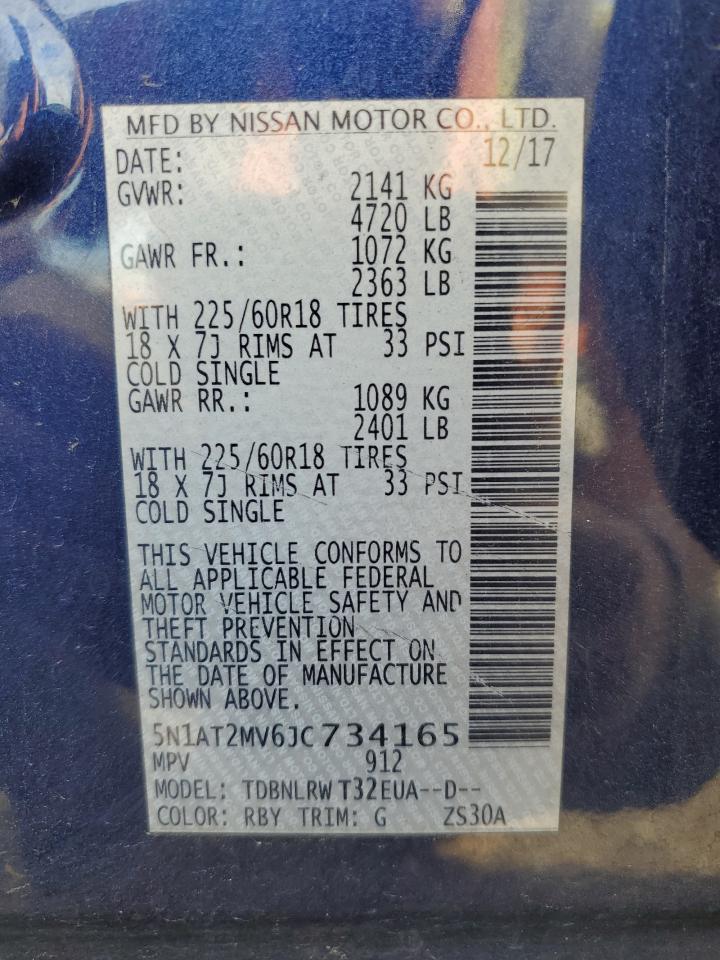 MFD BY NISSAN MOTOR CO., LTD.
DATE: 12/17
GVWR: 2141 KG
4720 LB
GAWR FR.: 1072 KG
2363 LB
WITH 225/60R18 TIRES
18 X 7J RIMS AT 33 PSI
COLD SINGLE
GAWR RR.: 1089 KG
2401 LB
WITH 225/60R18 TIRES
18 X 7J RIMS AT 33 PSI
COLD SINGLE
THIS VEHICLE CONFORMS TO
ALL APPLICABLE FEDERAL
MOTOR VEHICLE SAFETY AND
THEFT PREVENTION
STANDARDS IN EFFECT ON
THE DATE OF MANUFACTURE
SHOWN ABOVE.
5N1AT2MV6JC734165
MPV 912
MODEL: TDBNLRWT32EUA--D--
COLOR: RBY TRIM: G ZS30A